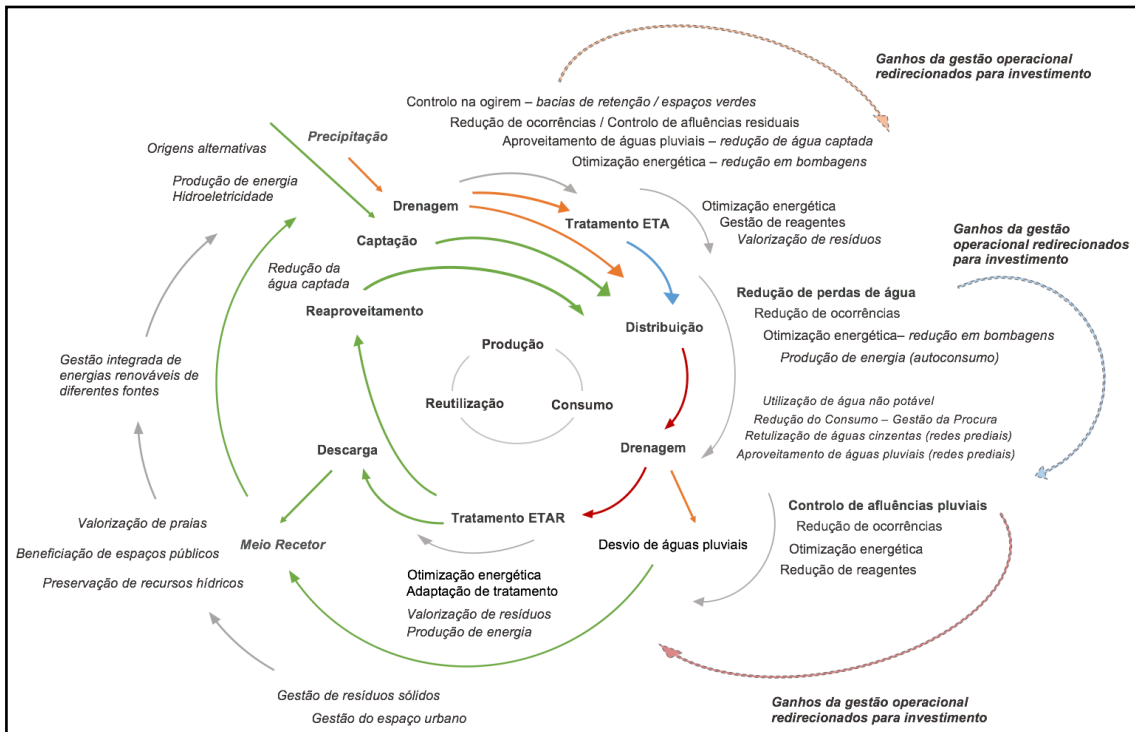 Ganhos da gestão operacional
redirecionados para investimento
Controlo na ogirem – bacias de retenção / espaços verdes
Redução de ocorrências / Controlo de afluências residuais
Aproveitamento de águas pluviais – redução de água captada
Otimização energética – redução em bombagens
Precipitação
Origens alternativas
Produção de energia
Hidroeletricidade
Drenagem
Tratamento ETA
Captação
Otimização energética
Gestão de reagentes
Valorização de resíduos
Ganhos da gestão
operacional redirecionados
para investimento
Redução da
água captada
Reaproveitamento
Distribuição
Redução de perdas de água
Redução de ocorrências
Otimização energética– redução em bombagens
Produção de energia (autoconsumo)
Produção
Reutilização
Consumo
Gestão integrada de
energias renováveis de
diferentes fontes
Utilização de água não potável
Redução do Consumo – Gestão da Procura
Retulização de águas cinzentas (redes prediais)
Aproveitamento de águas pluviais (redes prediais)
Drenagem
Descarga
Controlo de afluências pluviais
Redução de ocorrências
Otimização energética
Redução de reagentes
Tratamento ETAR
Desvio de águas pluviais
Meio Recetor
Valorização de praias
Beneficiação de espaços públicos
Preservação de recursos hídricos
Otimização energética
Adaptação de tratamento
Valorização de resíduos
Produção de energia
Gestão de resíduos sólidos
Gestão do espaço urbano
Ganhos da gestão operacional
redirecionados para investimento